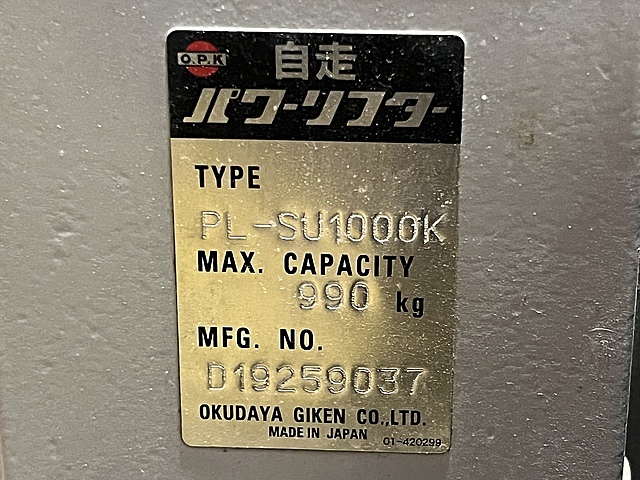 O.P.K
自走
パワーリフター
TYPE
PL-SU1000K
MAX. CAPACITY
990 kg
MFG. NO.
D19259037
OKUDAYA GIKEN CO.,LTD.
MADE IN JAPAN
01-420299